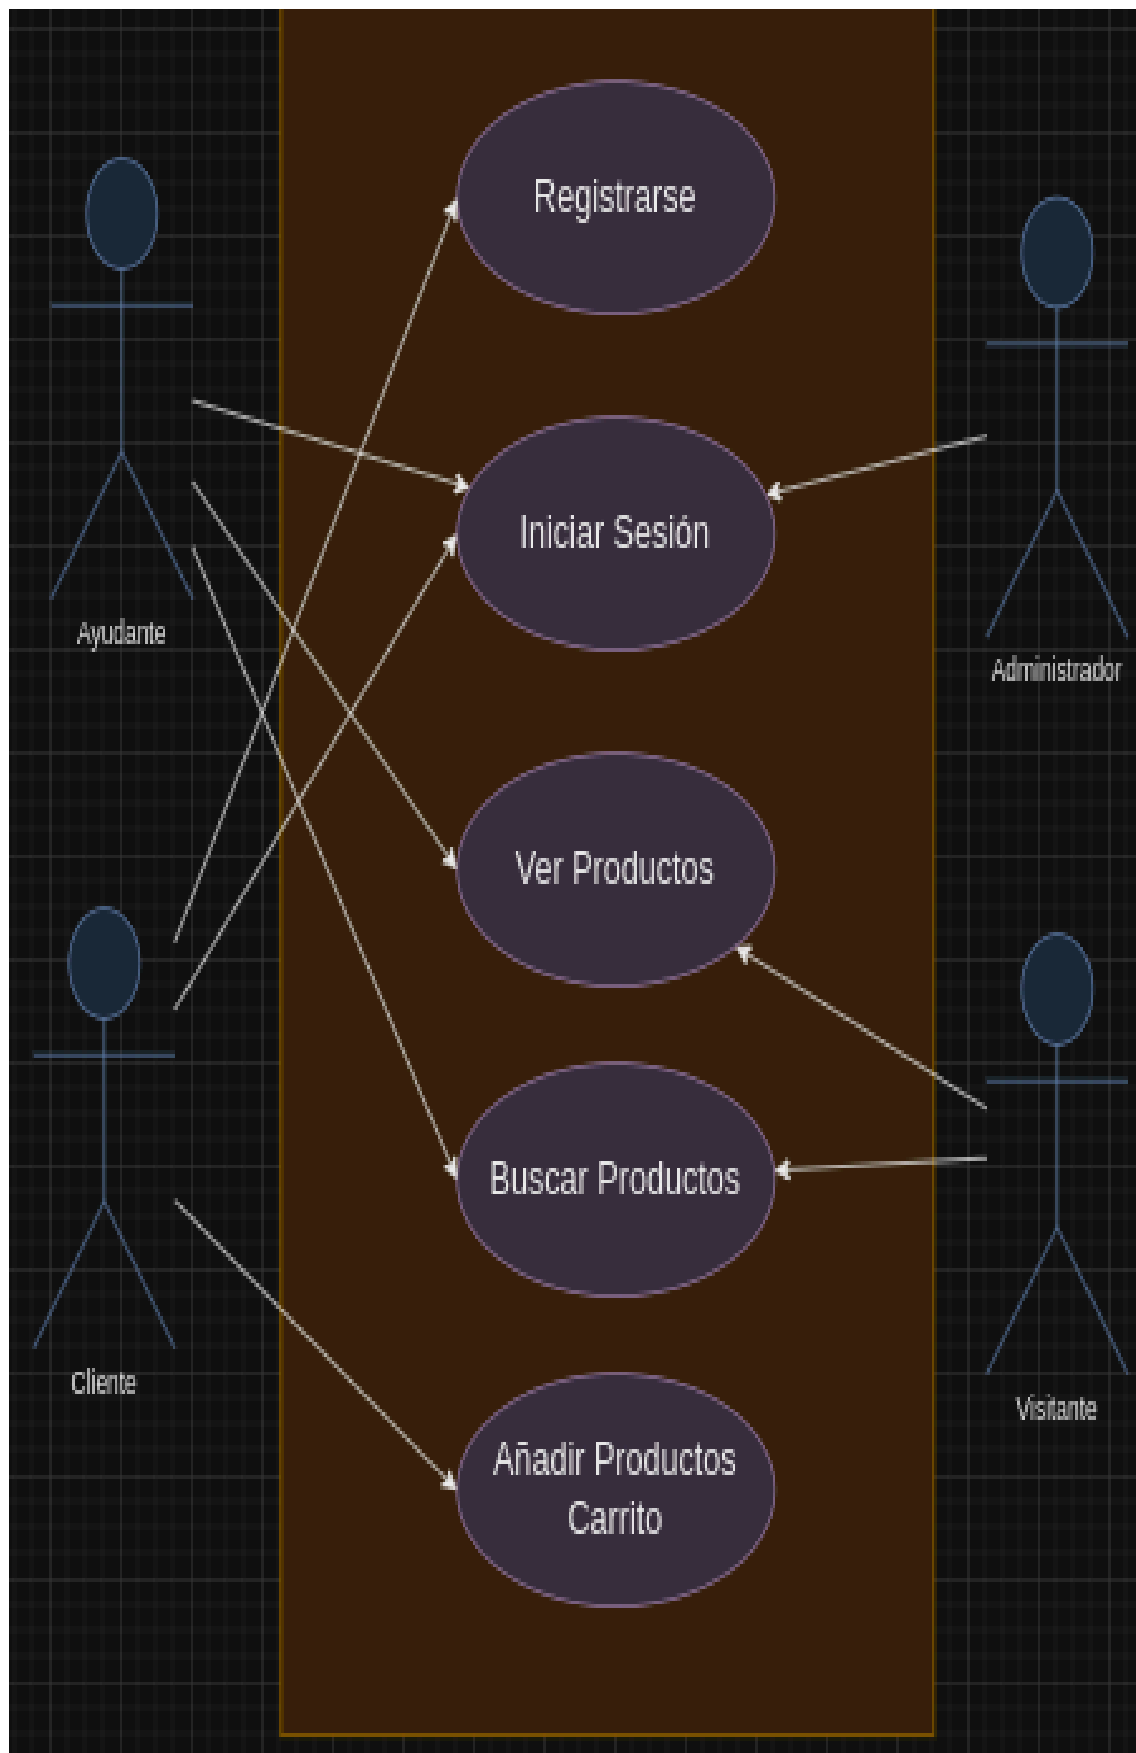 Registrarse
Iniciar Sesión
Ayudante
Administrador
Ver Productos
Buscar Productos
Cliente
Visitante
Añadir Productos
Carrito